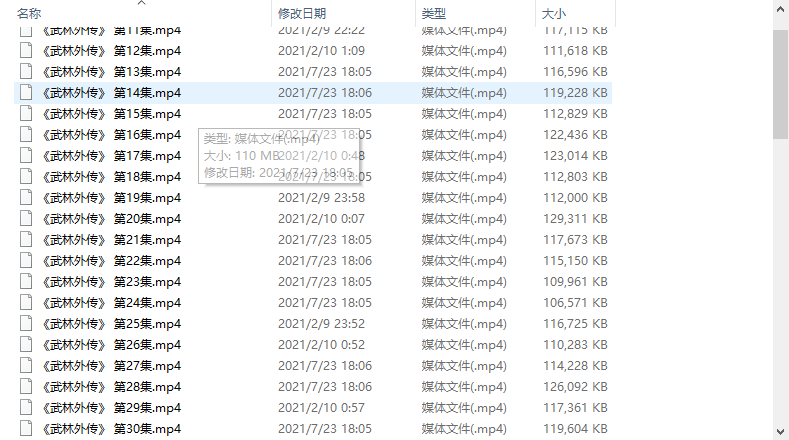 名称 修改日期 类型 大小
《武林外传》 第11集.mp4 2021/2/9 22:22 媒体文件(.mp4) 117,115 KB
《武林外传》 第12集.mp4 2021/2/10 1:09 媒体文件(.mp4) 111,618 KB
《武林外传》 第13集.mp4 2021/7/23 18:05 媒体文件(.mp4) 116,596 KB
《武林外传》 第14集.mp4 2021/7/23 18:06 媒体文件(.mp4) 119,228 KB
《武林外传》 第15集.mp4 2021/7/23 18:05 媒体文件(.mp4) 112,829 KB
《武林外传》 第16集.mp4 2021/7/23 18:05 媒体文件(.mp4) 122,436 KB
类型: 媒体文件(.mp4)
《武林外传》 第17集.mp4 2021/2/10 0:48 媒体文件(.mp4) 123,014 KB
大小: 110 MB
《武林外传》 第18集.mp4 2021/7/23 18:05 媒体文件(.mp4) 112,803 KB
修改日期: 2021/7/23 18:05
《武林外传》 第19集.mp4 2021/2/9 23:58 媒体文件(.mp4) 112,000 KB
《武林外传》 第20集.mp4 2021/2/10 0:07 媒体文件(.mp4) 129,311 KB
《武林外传》 第21集.mp4 2021/7/23 18:05 媒体文件(.mp4) 117,673 KB
《武林外传》 第22集.mp4 2021/7/23 18:06 媒体文件(.mp4) 115,150 KB
《武林外传》 第23集.mp4 2021/7/23 18:05 媒体文件(.mp4) 109,961 KB
《武林外传》 第24集.mp4 2021/7/23 18:05 媒体文件(.mp4) 106,571 KB
《武林外传》 第25集.mp4 2021/2/9 23:52 媒体文件(.mp4) 116,725 KB
《武林外传》 第26集.mp4 2021/2/10 0:52 媒体文件(.mp4) 110,283 KB
《武林外传》 第27集.mp4 2021/7/23 18:06 媒体文件(.mp4) 114,228 KB
《武林外传》 第28集.mp4 2021/7/23 18:06 媒体文件(.mp4) 126,092 KB
《武林外传》 第29集.mp4 2021/2/10 0:57 媒体文件(.mp4) 117,361 KB
《武林外传》 第30集.mp4 2021/7/23 18:05 媒体文件(.mp4) 119,604 KB